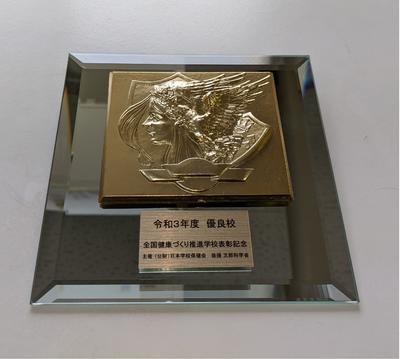 令和3年度 優良校
全国健康づくり推進学校表彰記念
主催 (公財)日本学校保健会 後援 文部科学省